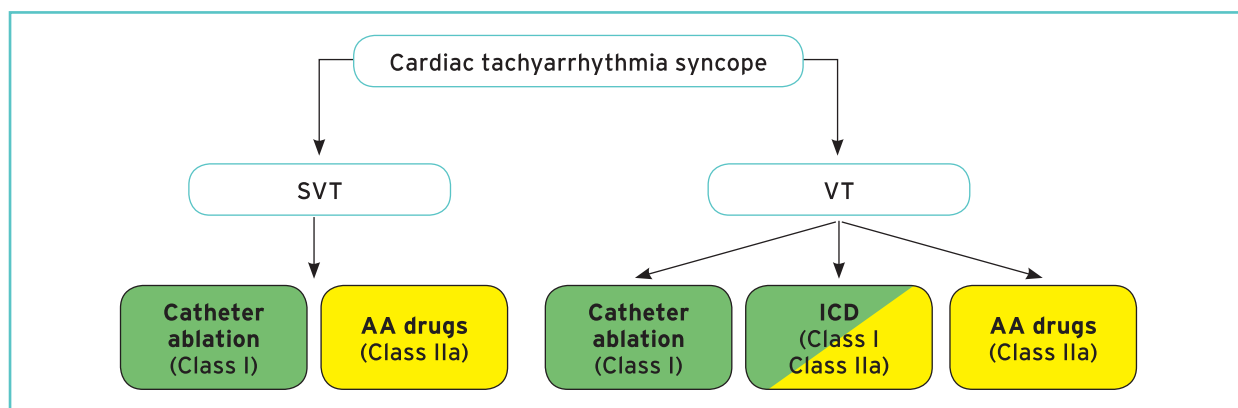 Cardiac tachyarrhythmia syncope
SVT
VT
Catheter
ablation
(Class I)
AA drugs
(Class IIa)
Catheter
ablation
(Class I)
ICD
(Class I
Class IIa)
AA drugs
(Class IIa)